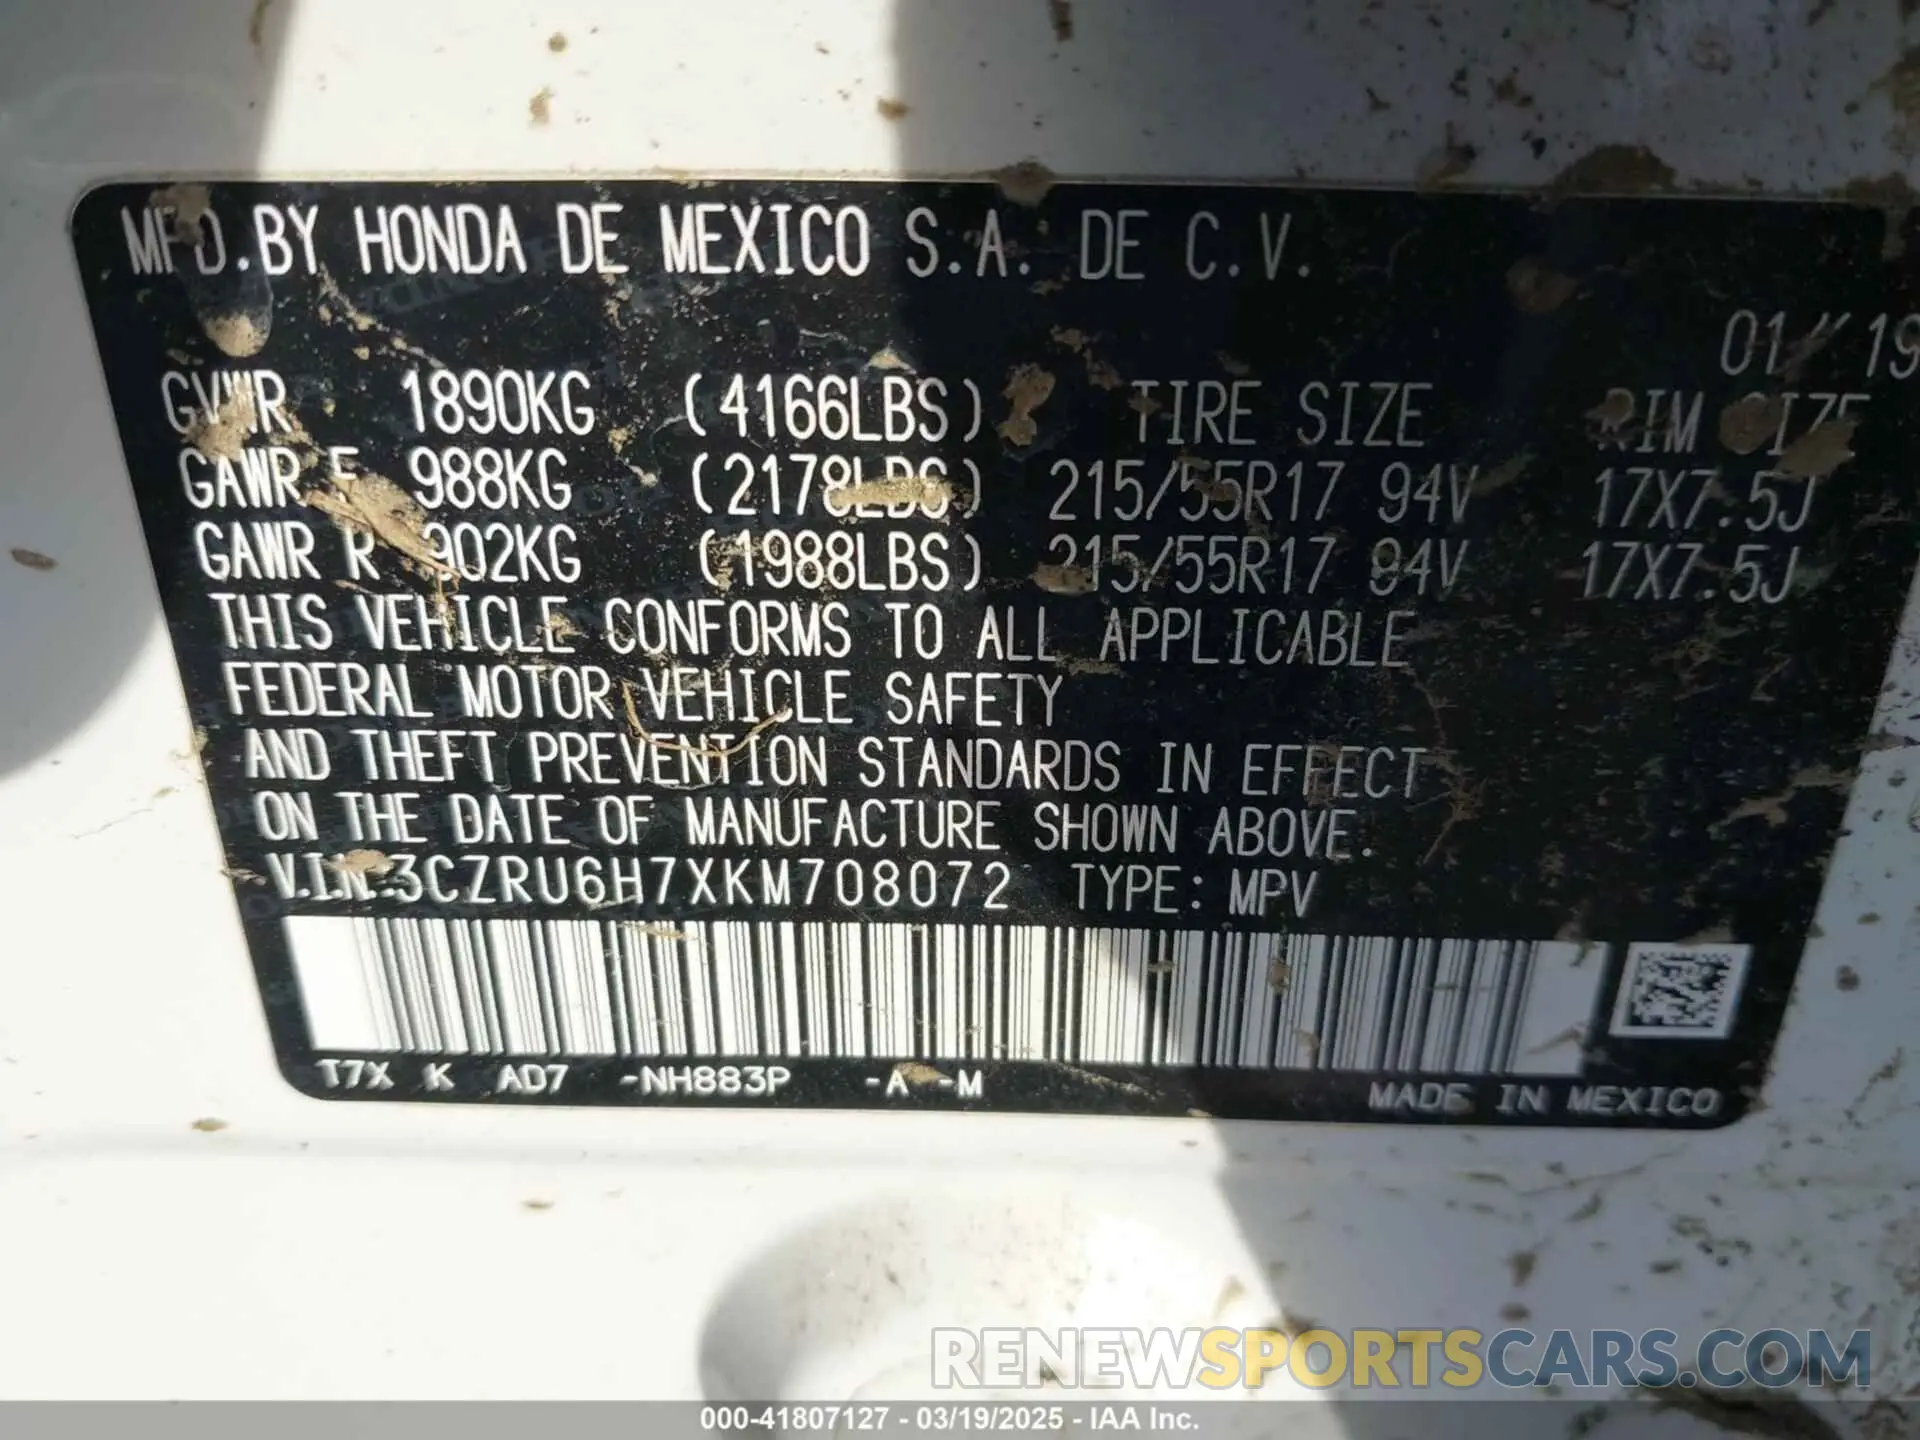 MFD.BY HONDA DE MEXICO S.A. DE C.V.
01/19
GVWR 1890KG (4166LBS) TIRE SIZE RIM SIZE
GAWR F 988KG (2178LBS) 215/55R17 94V 17X7.5J
GAWR R 902KG (1988LBS) 215/55R17 94V 17X7.5J
THIS VEHICLE CONFORMS TO ALL APPLICABLE
FEDERAL MOTOR VEHICLE SAFETY
AND THEFT PREVENTION STANDARDS IN EFFECT
ON THE DATE OF MANUFACTURE SHOWN ABOVE.
V.I.N. 3CZRU6H7XKM708072 TYPE: MPV
T7X K AD7 -NH883P -A -M
MADE IN MEXICO
RENEWSPORTSCARS.COM
000-41807127 - 03/19/2025 - IAA Inc.